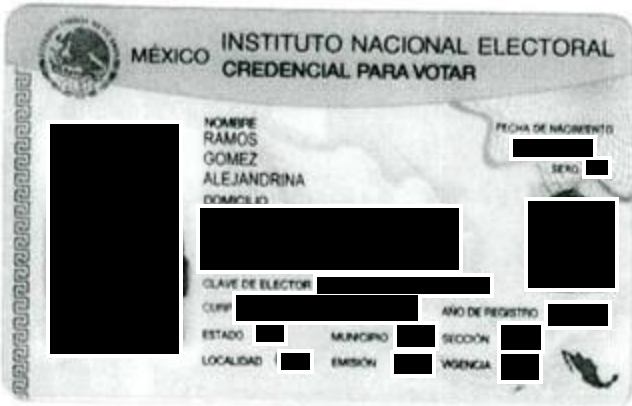 MÉXICO INSTITUTO NACIONAL ELECTORAL
CREDENCIAL PARA VOTAR
NOMBRE
RAMOS
GOMEZ
ALEJANDRINA
FECHA DE NACIMIENTO
SEXO
DOMICILIO
CLAVE DE ELECTOR
CURP
AÑO DE REGISTRO
ESTADO MUNICIPIO SECCIÓN
LOCALIDAD EMISIÓN VIGENCIA